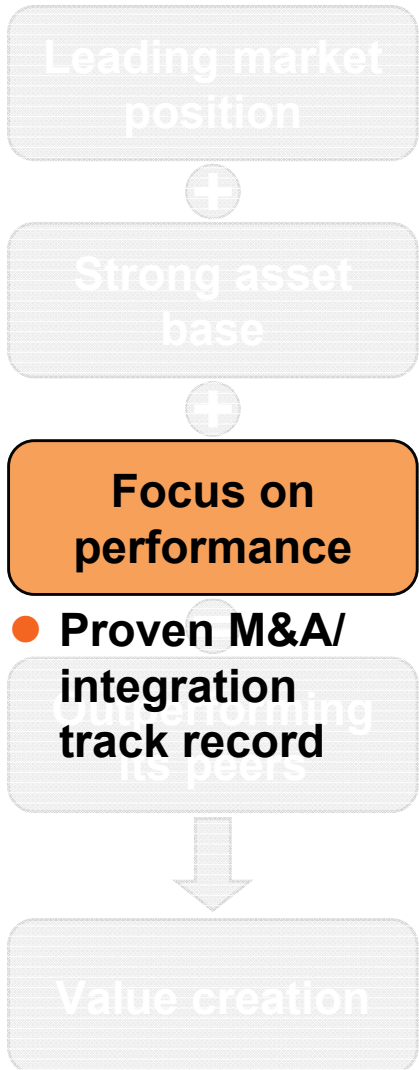 Leading market
position
+
Strong asset
base
+
Focus on
performance
● Proven M&A/
integration
track record
Outperforming
its peers
Value creation